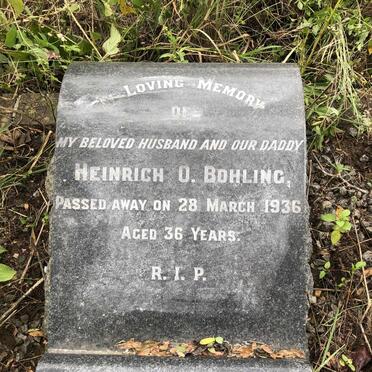 In Loving Memory
Of
My beloved husband and our daddy
Heinrich O. Bohling,
Passed away on 28 March 1936
Aged 36 Years.
R.I.P.